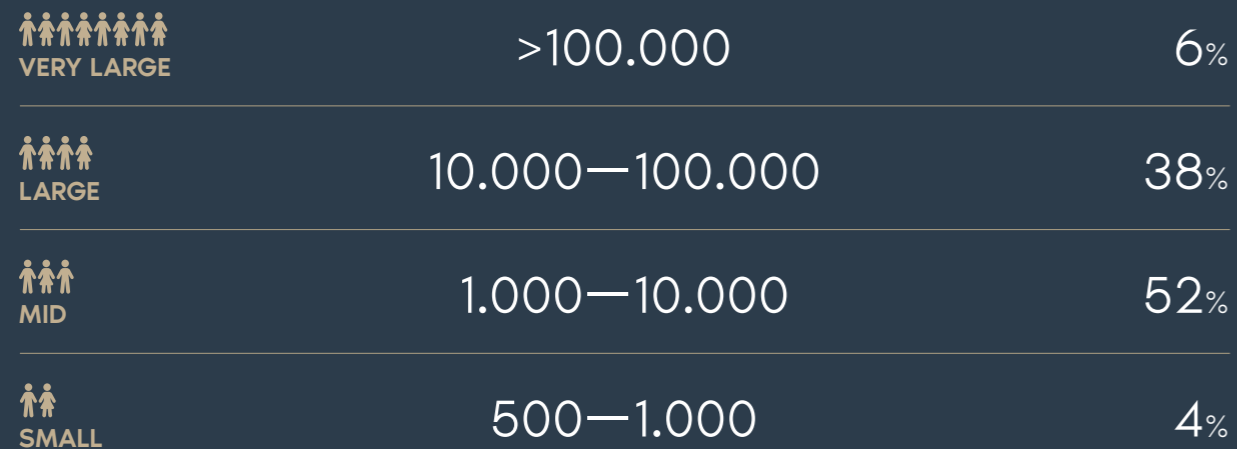 >100.000 6%
VERY LARGE
10.000—100.000 38%
LARGE
1.000—10.000 52%
MID
500—1.000 4%
SMALL